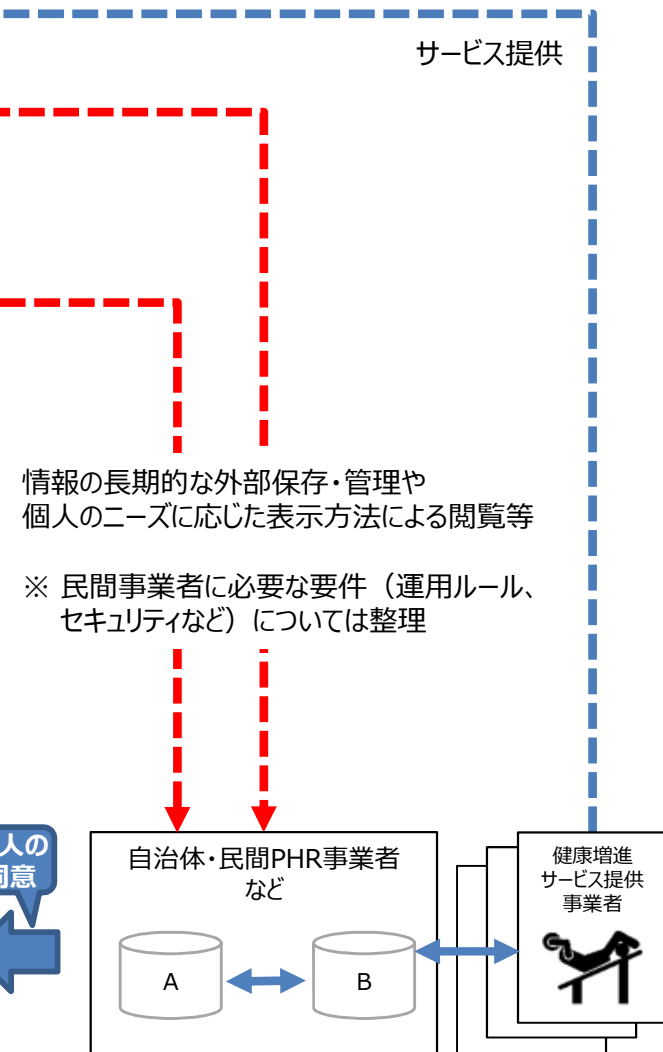 サービス提供
情報の長期的な外部保存・管理や
個人のニーズに応じた表示方法による閲覧等
※ 民間事業者に必要な要件（運用ルール、
セキュリティなど）については整理
人の
同意
自治体・民間PHR事業者
など
A
B
健康増進
サービス提供
事業者